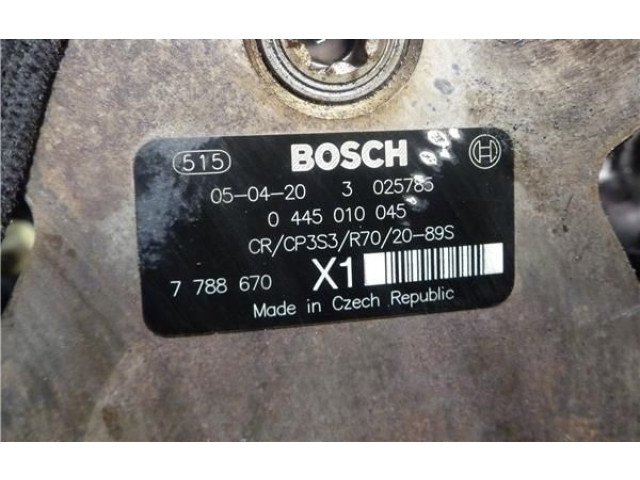 515 BOSCH
05-04-20 3 025785
0 445 010 045
CR/CP3S3/R70/20-89S
7 788 670 X1
Made in Czech Republic